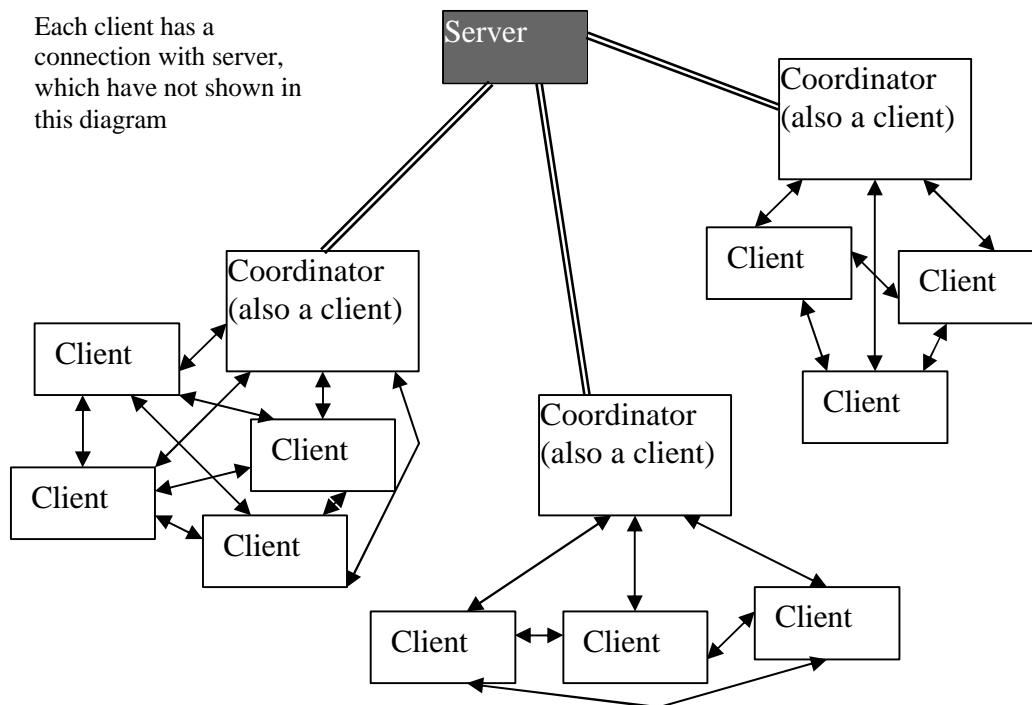 Each client has a
connection with server,
which have not shown in
this diagram
Server
Coordinator
(also a client)
Client
Client
Client
Coordinator
(also a client)
Client
Client
Client
Client
Coordinator
(also a client)
Client
Client
Client